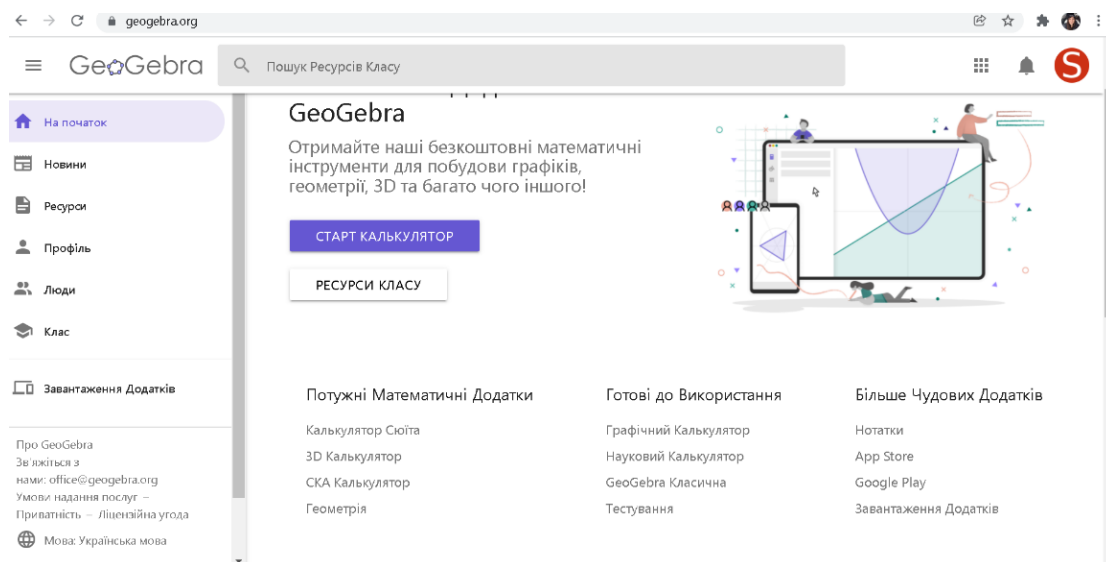 geogebra.org
GeoGebra
Пошук Ресурсів Класу
S
На початок
Новини
Ресурси
Профіль
Люди
Клас
Завантаження Додатків
Про GeoGebra
Зв'яжіться з
нами: office@geogebra.org
Умови надання послуг –
Приватність – Ліцензійна угода
Мова: Українська мова
GeoGebra
Отримайте наші безкоштовні математичні
інструменти для побудови графіків,
геометрії, 3D та багато чого іншого!
СТАРТ КАЛЬКУЛЯТОР
РЕСУРСИ КЛАСУ
Потужні Математичні Додатки
Калькулятор Сюїта
3D Калькулятор
СКА Калькулятор
Геометрія
Готові до Використання
Графічний Калькулятор
Науковий Калькулятор
GeoGebra Класична
Тестування
Більше Чудових Додатків
Нотатки
App Store
Google Play
Завантаження Додатків